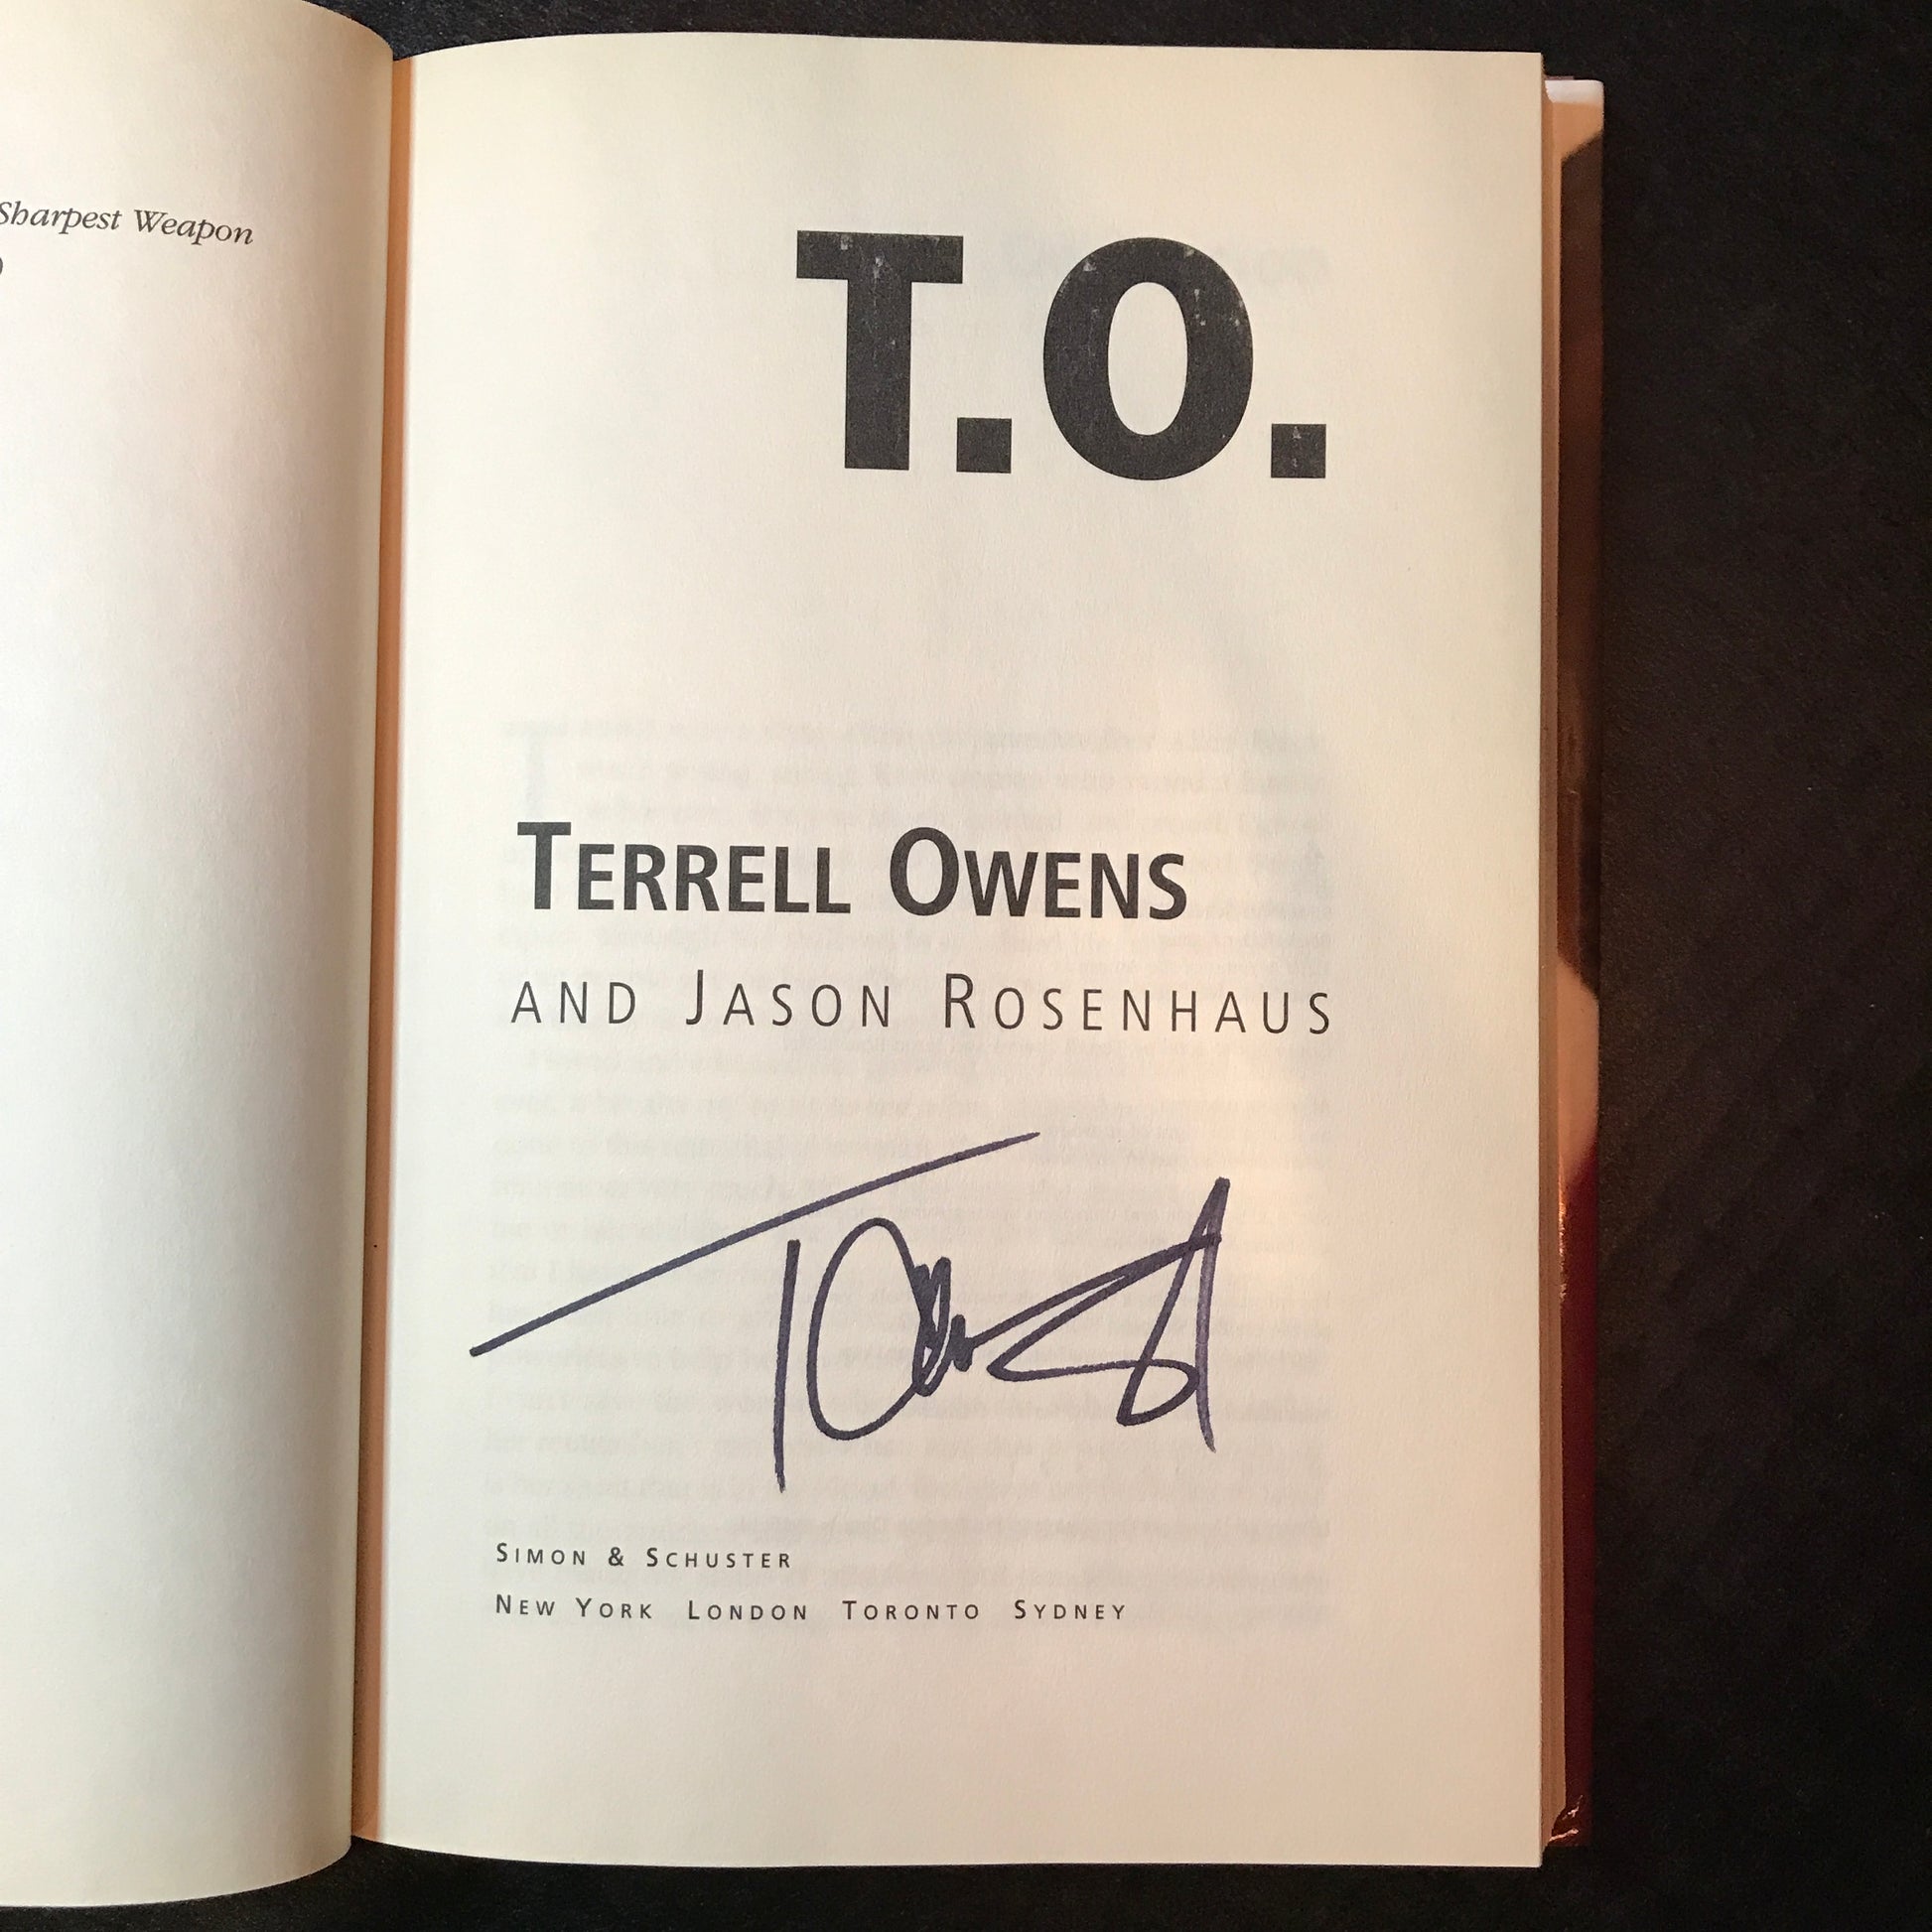 Sharpest Weapon
)
T.O.
TERRELL OWENS
AND JASON ROSENHAUS
SIMON & SCHUSTER
NEW YORK LONDON TORONTO SYDNEY